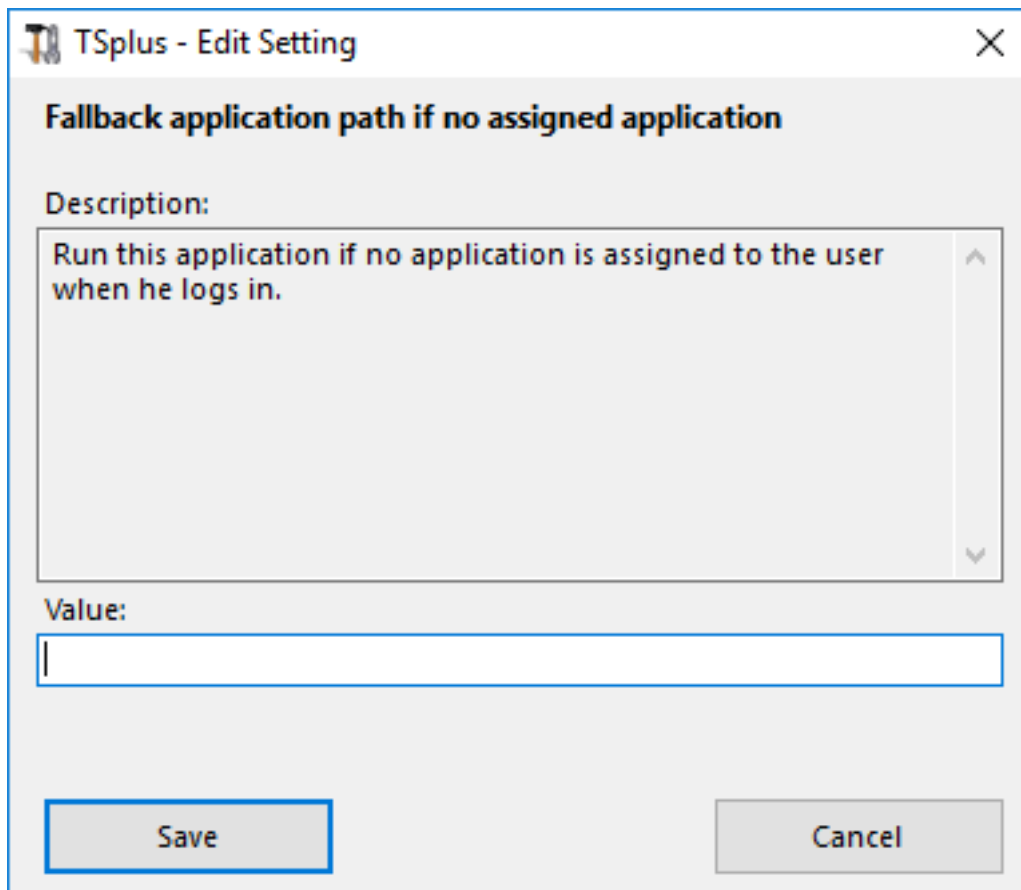 TSplus - Edit Setting
Fallback application path if no assigned application
Description:
Run this application if no application is assigned to the user
when he logs in.
Value:
Save
Cancel